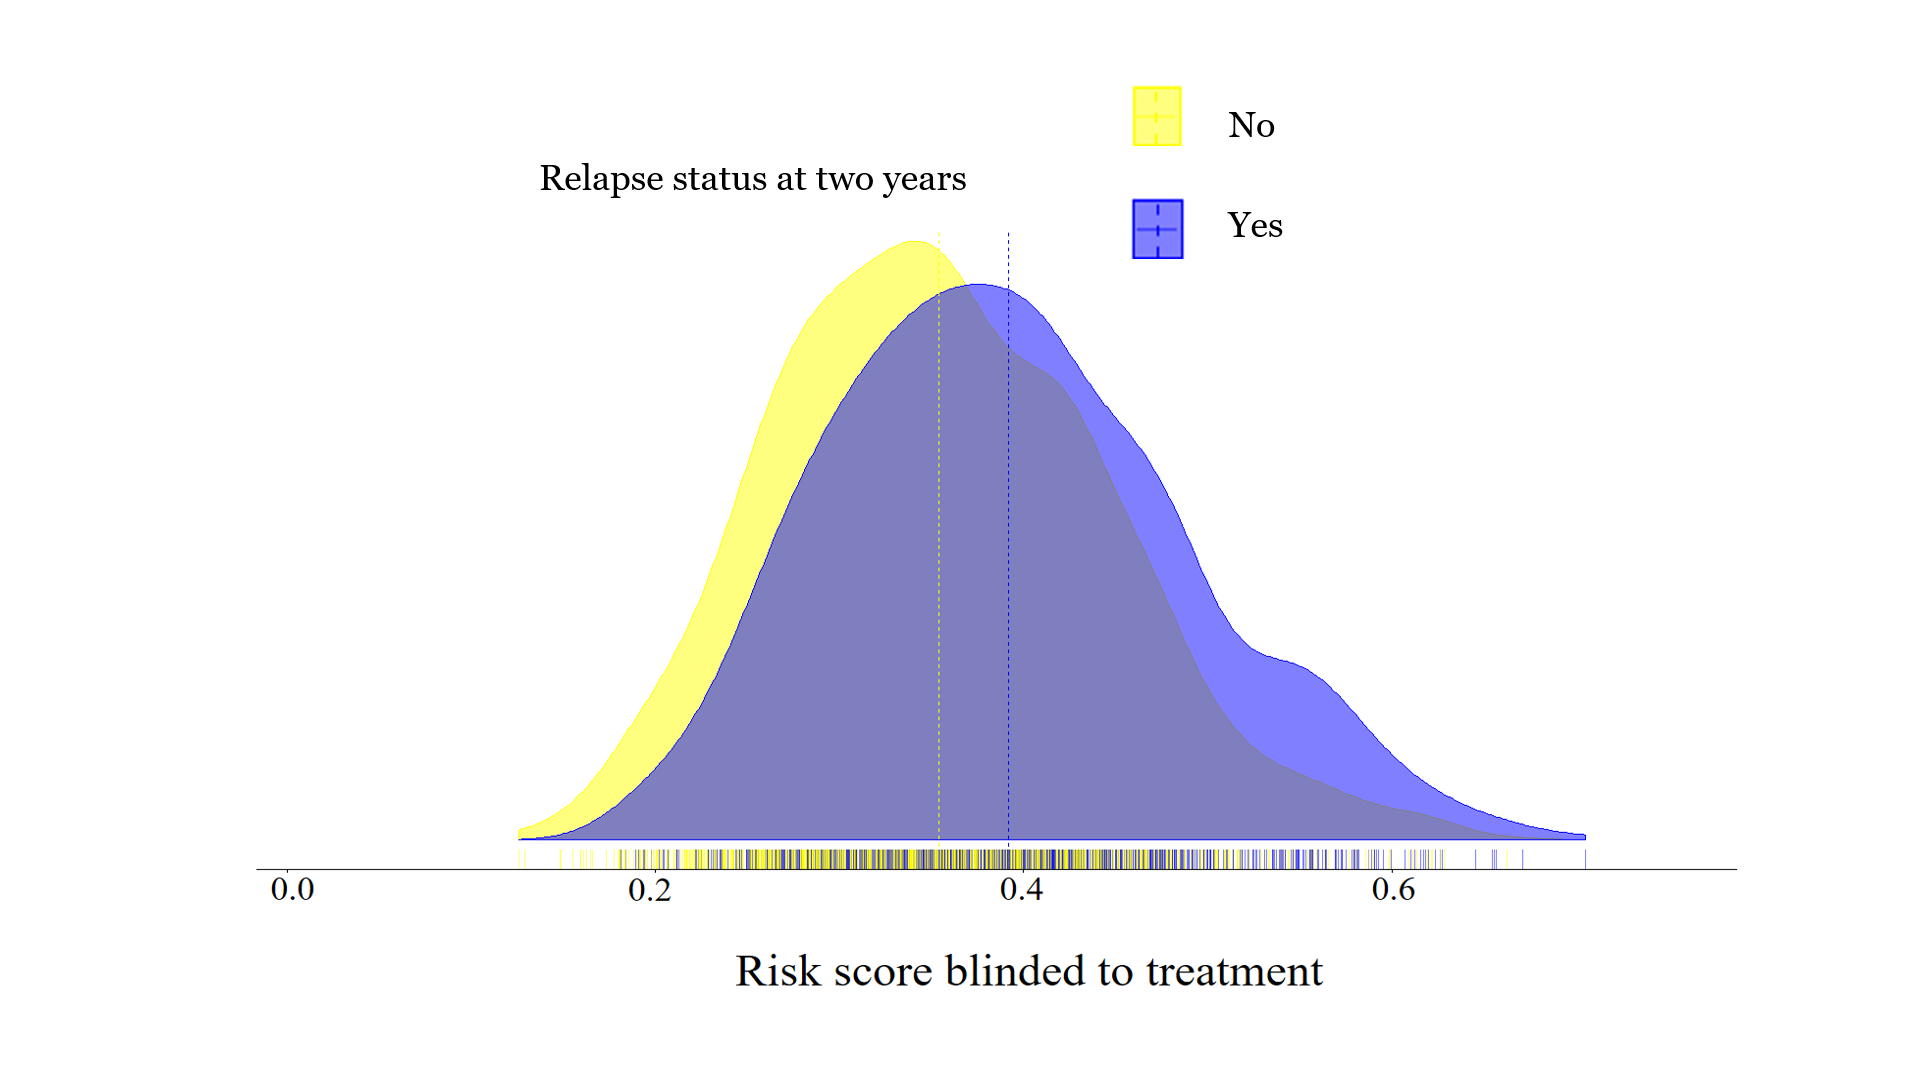 No
Relapse status at two years
Yes
0.0
0.2
0.4
0.6
Risk score blinded to treatment